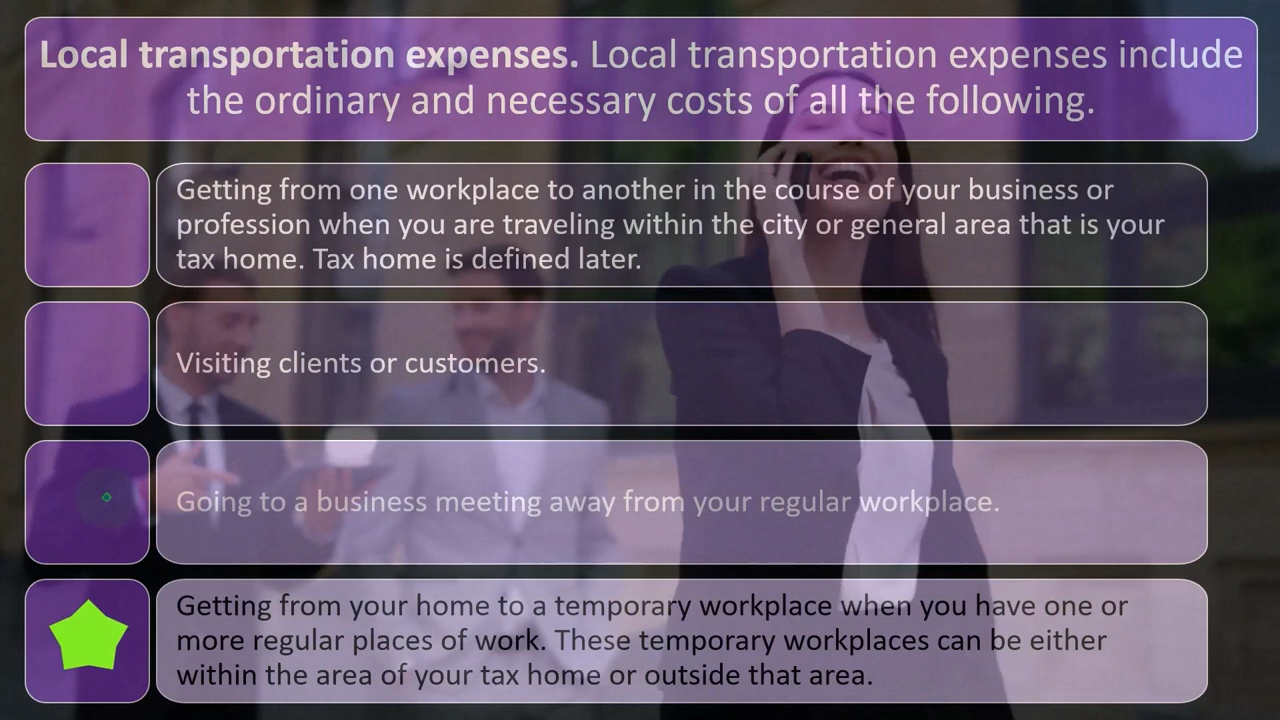 Local transportation expenses. Local transportation expenses include
the ordinary and necessary costs of all the following.
Getting from one workplace to another in the course of your business or
profession when you are traveling within the city or general area that is your
tax home. Tax home is defined later.
Visiting clients or customers.
Going to a business meeting away from your regular workplace.
Getting from your home to a temporary workplace when you have one or
more regular places of work. These temporary workplaces can be either
within the area of your tax home or outside that area.